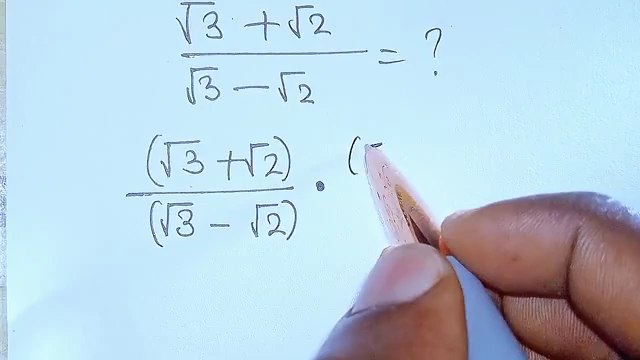 √3 + √2
= ?
√3 − √2
(√3 + √2)
· (
(√3 − √2)